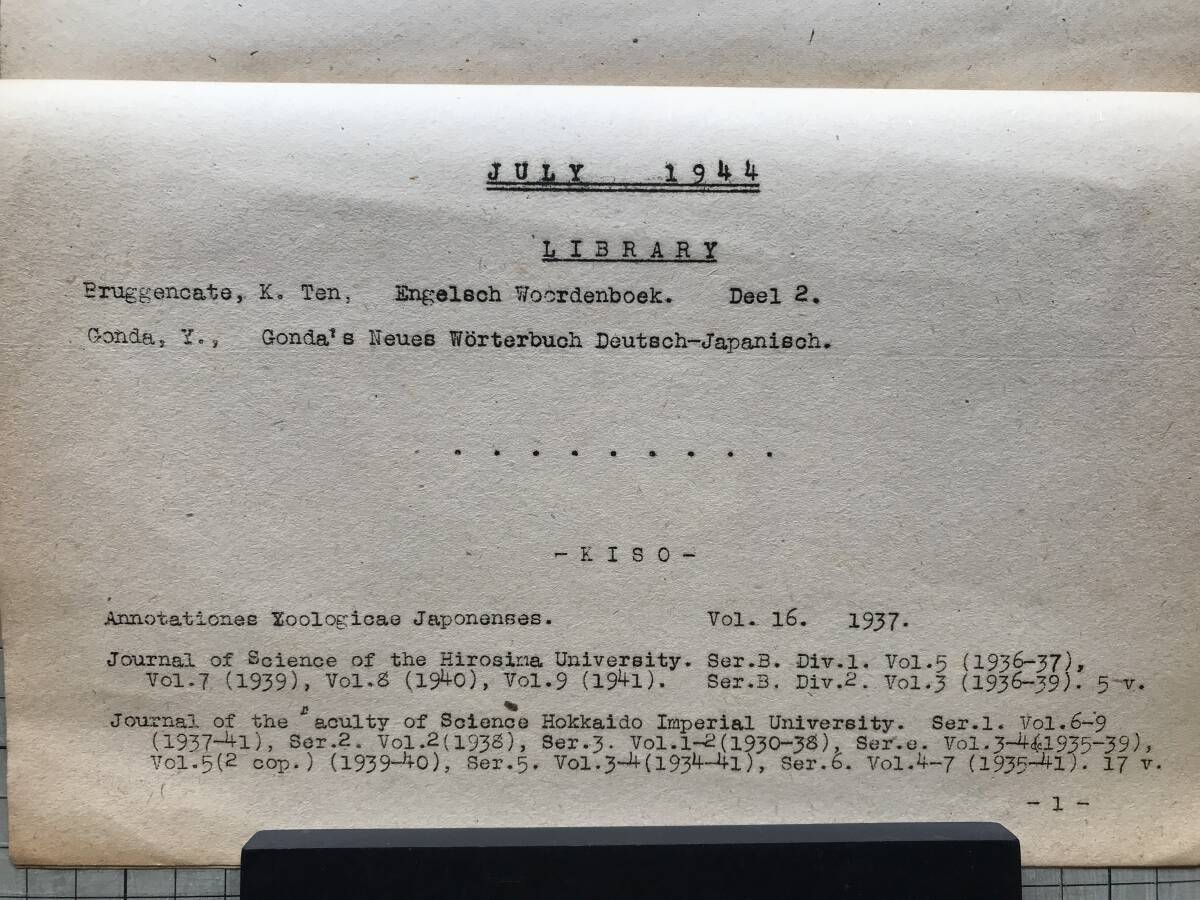 JULY 1944
LIBRARY
Bruggencate, K. Ten, Engelsch Woordenboek. Deel 2.
Gonda, Y., Gonda's Neues Wörterbuch Deutsch-Japanisch.
. . . . . . . . .
- KISO -
Annotationes Zoologicae Japonenses. Vol. 16. 1937.
Journal of Science of the Hirosima University. Ser.B. Div.1. Vol.5 (1936-37),
Vol.7 (1939), Vol.8 (1940), Vol.9 (1941). Ser.B. Div.2. Vol.3 (1936-39). 5 v.
Journal of the Faculty of Science Hokkaido Imperial University. Ser.1. Vol.6-9
(1937-41), Ser.2. Vol.2(1938), Ser.3. Vol.1-2(1930-38), Ser.e. Vol.3-4(1935-39),
Vol.5(2 cop.) (1939-40), Ser.5. Vol.3-4(1934-41), Ser.6. Vol.4-7 (1935-41). 17 v.
- 1 -